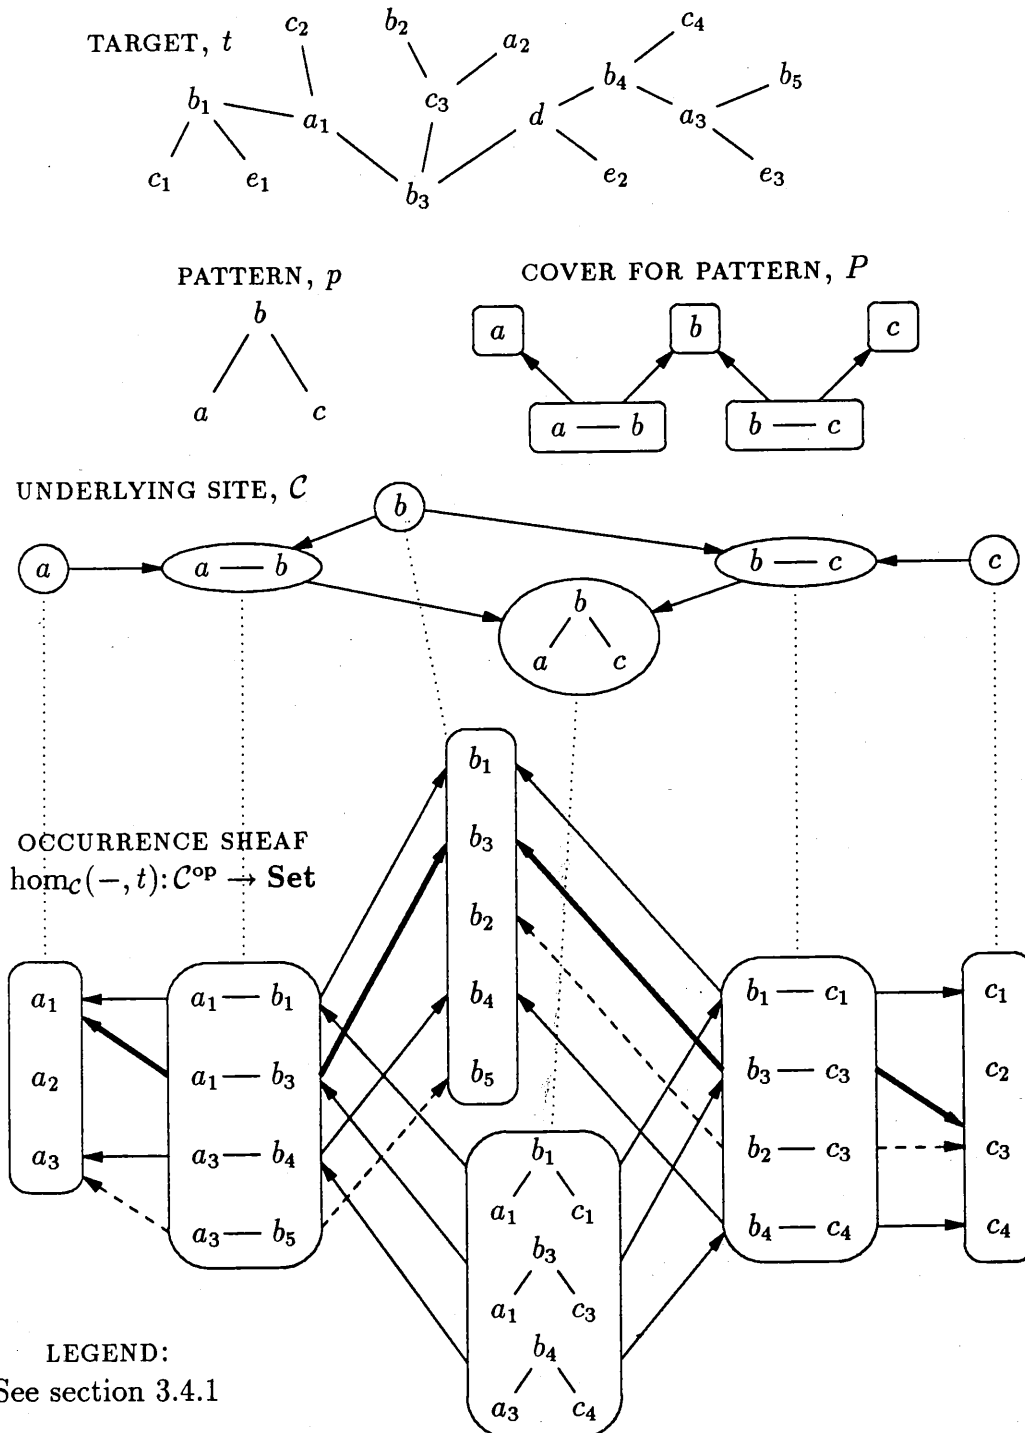 TARGET, t
c₂ b₂ a₂ c₄
b₁ a₁ c₃ d b₄ a₃ b₅
c₁ e₁ b₃ e₂ e₃
PATTERN, p
b
a c
COVER FOR PATTERN, P
a b c
a — b b — c
UNDERLYING SITE, 𝒞
b
a a — b b — c c
b
a c
OCCURRENCE SHEAF
hom_𝒞(−, t): 𝒞ᵒᵖ → Set
b₁
b₃
b₂
b₄
b₅
a₁
a₂
a₃
a₁ — b₁
a₁ — b₃
a₃ — b₄
a₃ — b₅
b₁
a₁ c₁
b₃
a₁ c₃
b₄
a₃ c₄
b₁ — c₁
b₃ — c₃
b₂ — c₃
b₄ — c₄
c₁
c₂
c₃
c₄
LEGEND:
See section 3.4.1